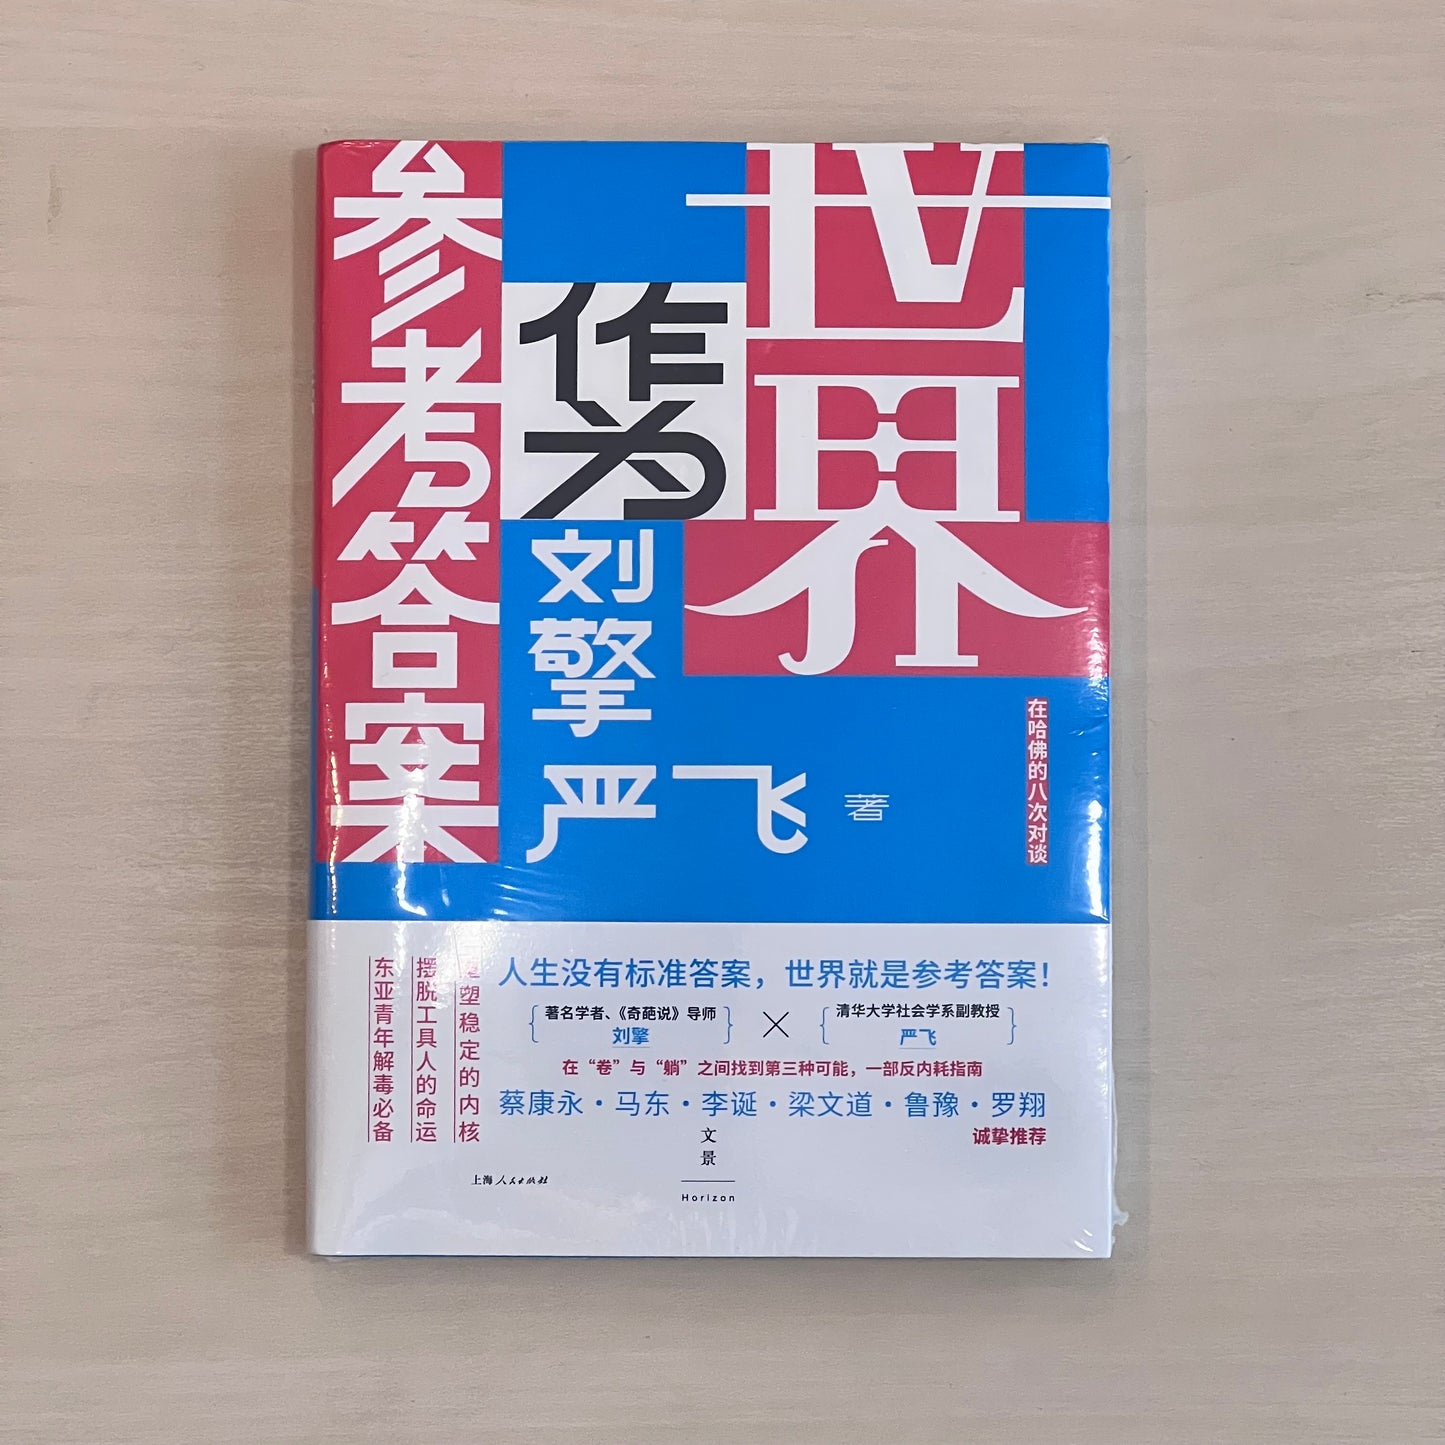 世界
作为
参考答案
刘擎
严飞 著
在哈佛的八次对谈
人生没有标准答案，世界就是参考答案！
著名学者、《奇葩说》导师
刘擎
×
清华大学社会学系副教授
严飞
在“卷”与“躺”之间找到第三种可能，一部反内耗指南
蔡康永·马东·李诞·梁文道·鲁豫·罗翔
诚挚推荐
塑稳定的内核
摆脱工具人的命运
东亚青年解毒必备
文景
Horizon
上海人民出版社